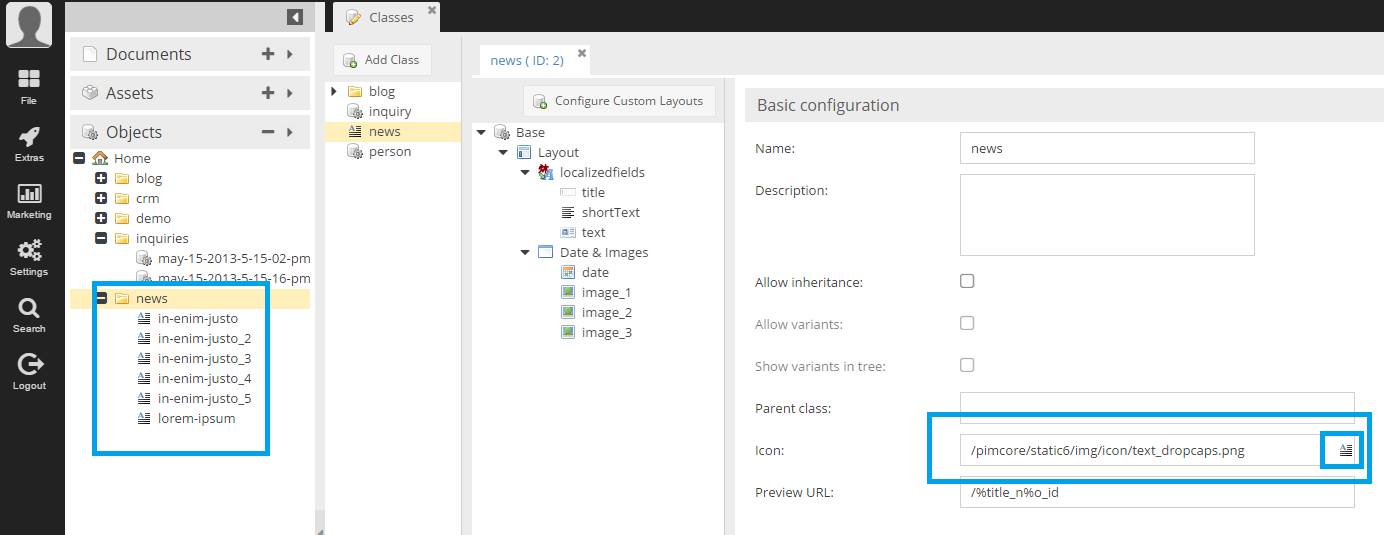 File
Extras
Marketing
Settings
Search
Logout
Documents
Assets
Objects
Home
blog
crm
demo
inquiries
may-15-2013-5-15-02-pm
may-15-2013-5-15-16-pm
news
in-enim-justo
in-enim-justo_2
in-enim-justo_3
in-enim-justo_4
in-enim-justo_5
lorem-ipsum
Classes
Add Class
blog
inquiry
news
person
news ( ID: 2)
Configure Custom Layouts
Base
Layout
localizedfields
title
shortText
text
Date & Images
date
image_1
image_2
image_3
Basic configuration
Name: news
Description:
Allow inheritance:
Allow variants:
Show variants in tree:
Parent class:
Icon: /pimcore/static6/img/icon/text_dropcaps.png
Preview URL: /%title_n%o_id